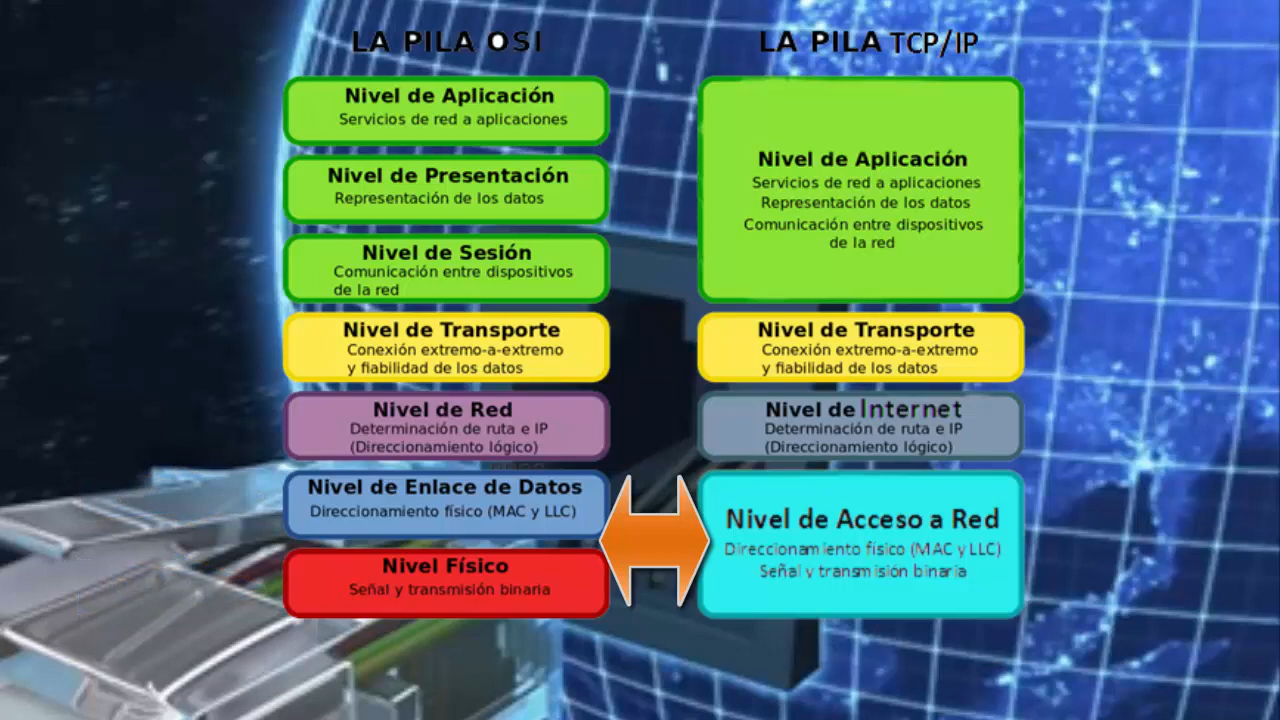 LA PILA OSI
Nivel de Aplicación
Servicios de red a aplicaciones
Nivel de Presentación
Representación de los datos
Nivel de Sesión
Comunicación entre dispositivos
de la red
Nivel de Transporte
Conexión extremo-a-extremo
y fiabilidad de los datos
Nivel de Red
Determinación de ruta e IP
(Direccionamiento lógico)
Nivel de Enlace de Datos
Direccionamiento físico (MAC y LLC)
Nivel Físico
Señal y transmisión binaria
LA PILA TCP/IP
Nivel de Aplicación
Servicios de red a aplicaciones
Representación de los datos
Comunicación entre dispositivos
de la red
Nivel de Transporte
Conexión extremo-a-extremo
y fiabilidad de los datos
Nivel de Internet
Determinación de ruta e IP
(Direccionamiento lógico)
Nivel de Acceso a Red
Direccionamiento físico (MAC y LLC)
Señal y transmisión binaria